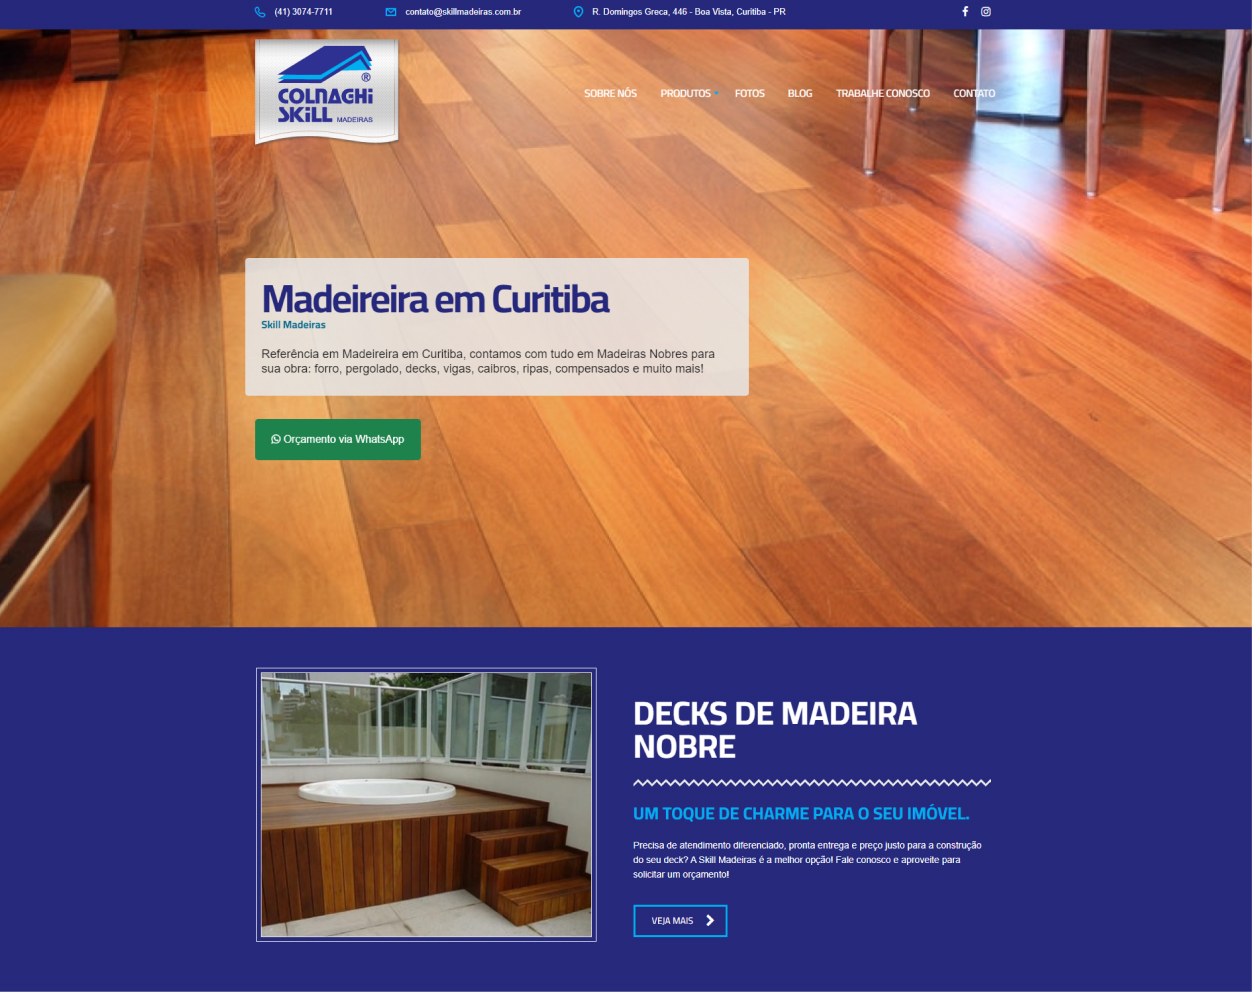 (41) 3074-7711
contato@skillmadeiras.com.br
R. Domingos Greca, 446 - Boa Vista, Curitiba - PR
COLNAGHI
SKILL MADEIRAS
®
SOBRE NÓS
PRODUTOS
FOTOS
BLOG
TRABALHE CONOSCO
CONTATO
Madeireira em Curitiba
Skill Madeiras
Referência em Madeireira em Curitiba, contamos com tudo em Madeiras Nobres para
sua obra: forro, pergolado, decks, vigas, caibros, ripas, compensados e muito mais!
Orçamento via WhatsApp
DECKS DE MADEIRA
NOBRE
UM TOQUE DE CHARME PARA O SEU IMÓVEL.
Precisa de atendimento diferenciado, pronta entrega e preço justo para a construção
do seu deck? A Skill Madeiras é a melhor opção! Fale conosco e aproveite para
solicitar um orçamento!
VEJA MAIS